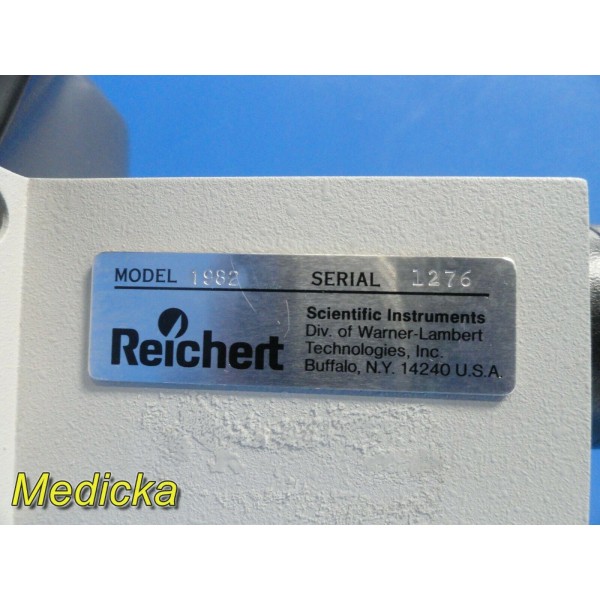 MODEL 1982 SERIAL 1276
Reichert
Scientific Instruments
Div. of Warner-Lambert
Technologies, Inc.
Buffalo, N.Y. 14240 U.S.A.
Medicka